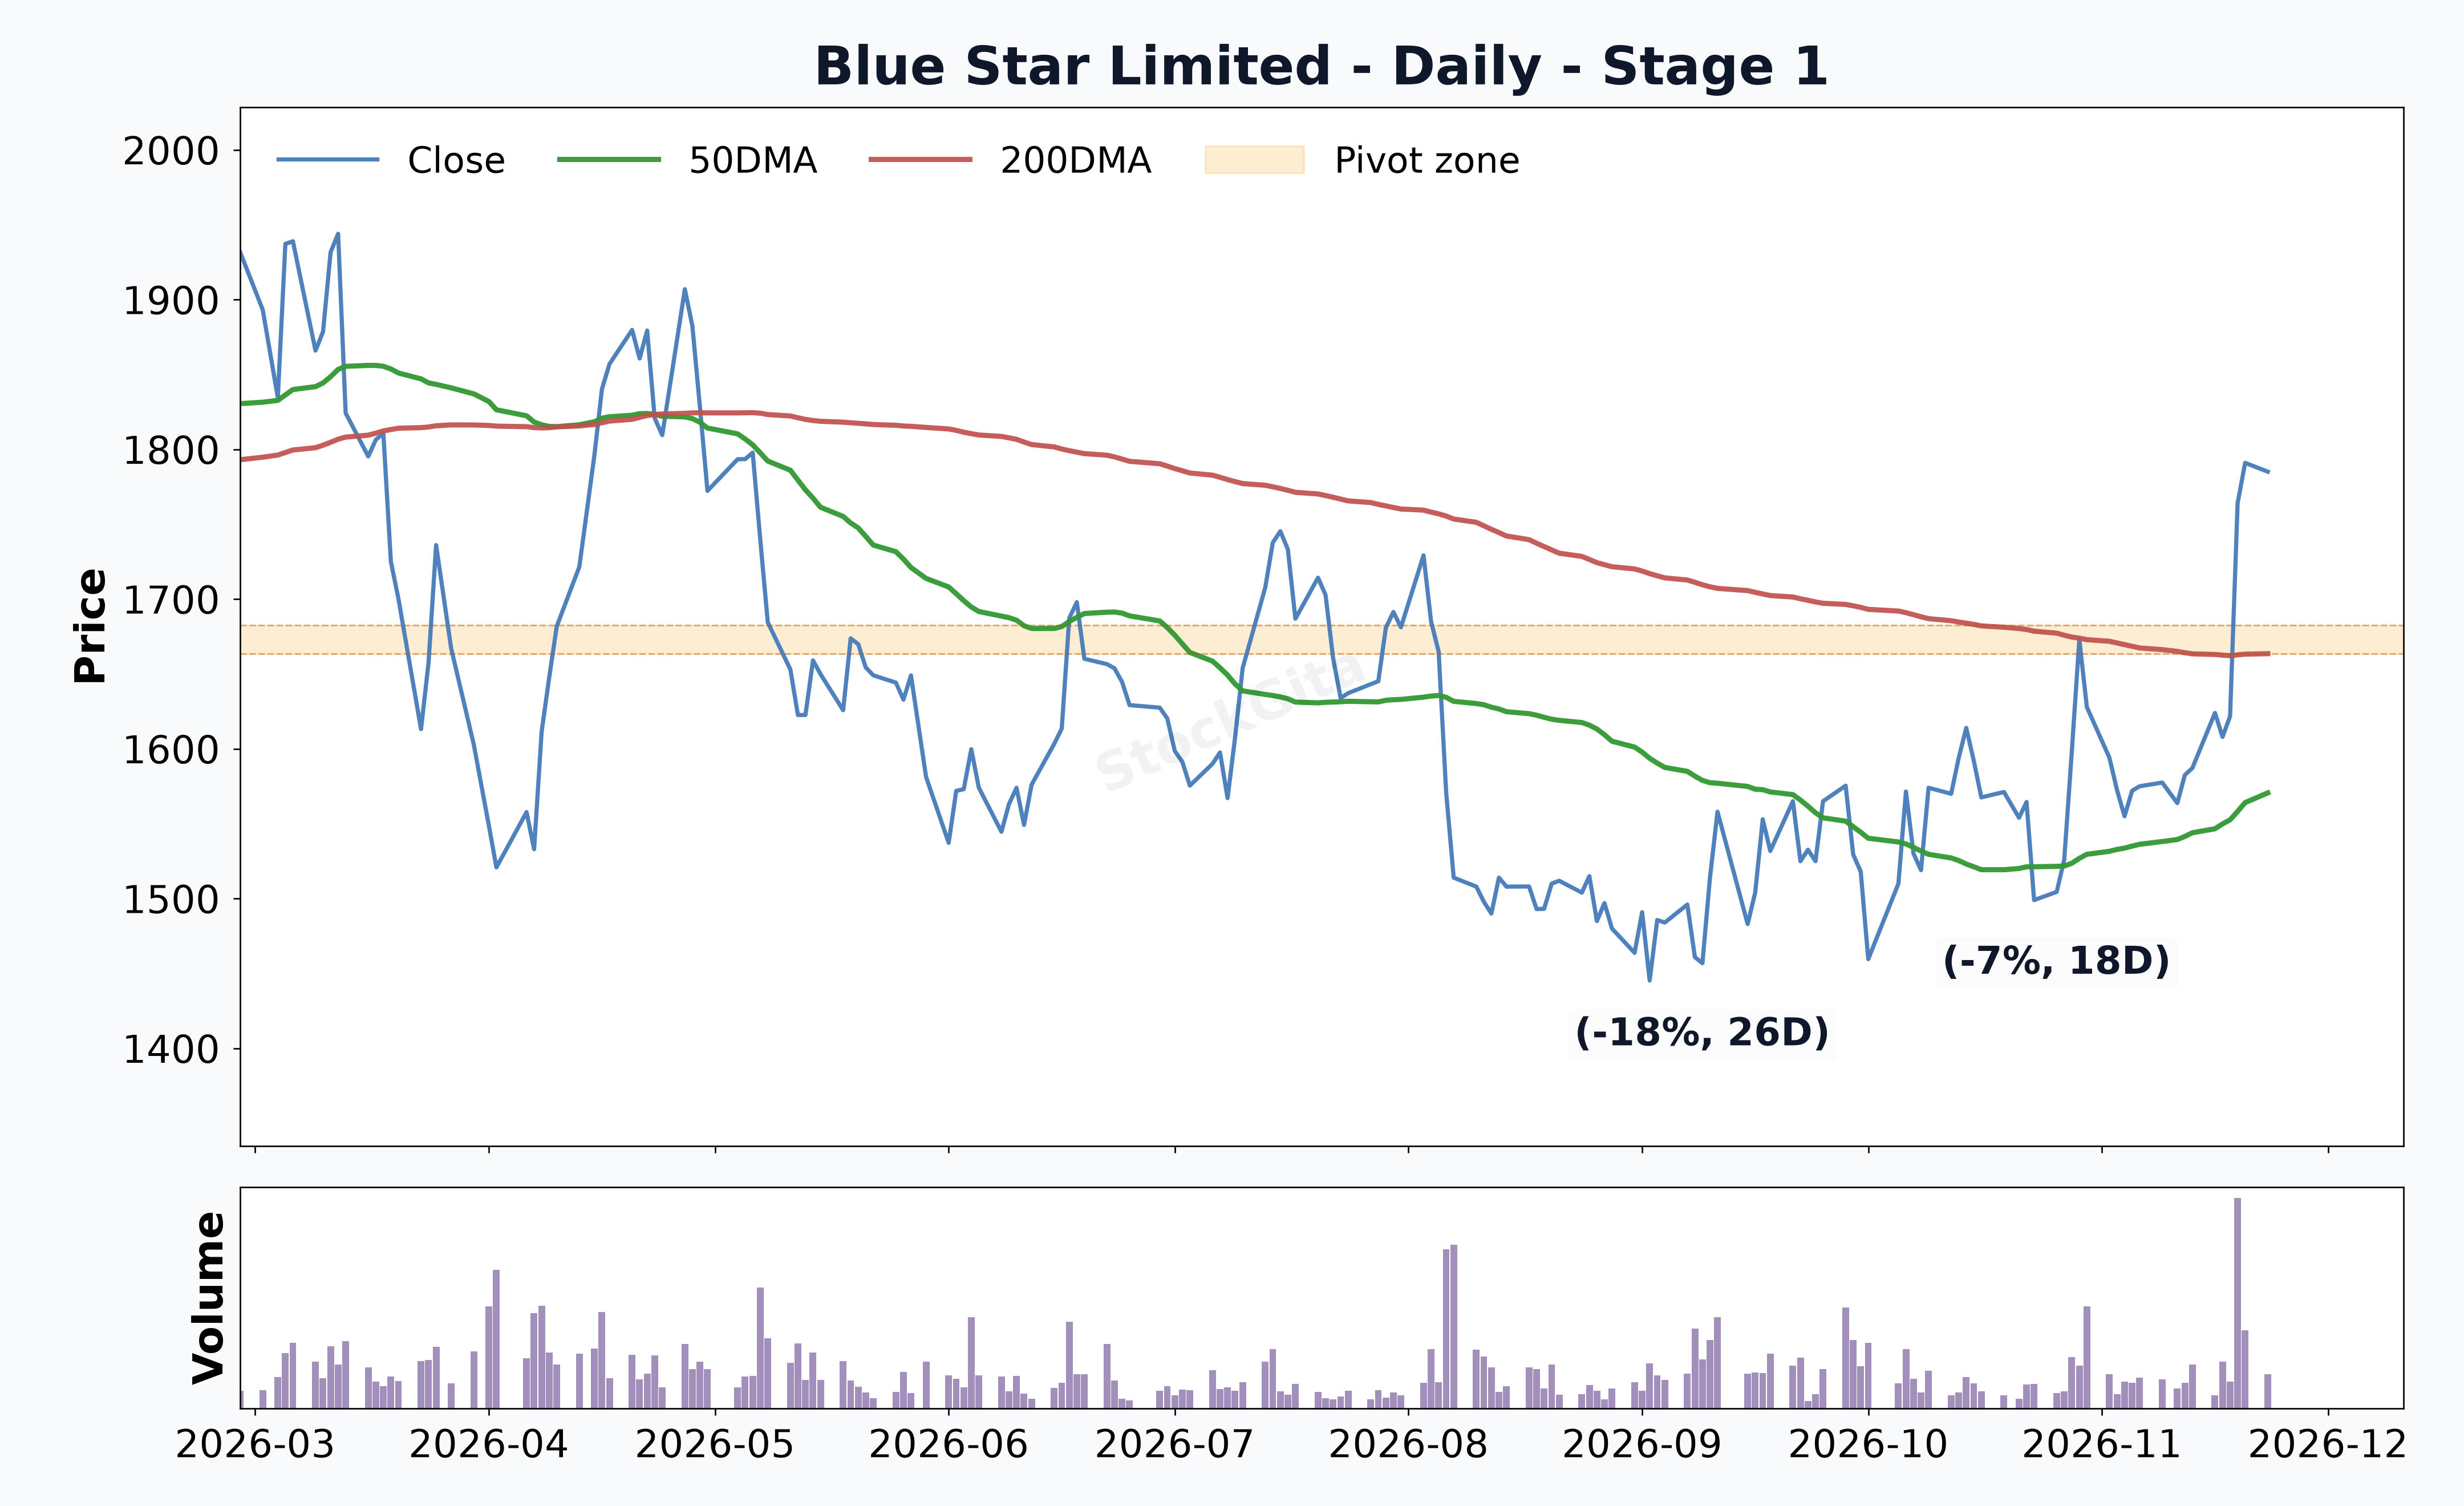 Blue Star Limited - Daily - Stage 1
Close 50DMA 200DMA Pivot zone
Price
2000
1900
1800
1700
1600
1500
1400
StockGita
(-7%, 18D)
(-18%, 26D)
Volume
2026-03 2026-04 2026-05 2026-06 2026-07 2026-08 2026-09 2026-10 2026-11 2026-12